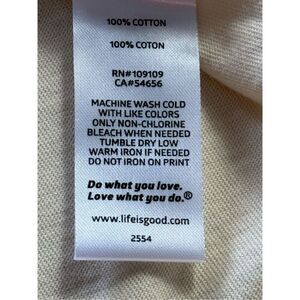 100% COTTON
100% COTON
RN#109109
CA#54656
MACHINE WASH COLD
WITH LIKE COLORS
ONLY NON-CHLORINE
BLEACH WHEN NEEDED
TUMBLE DRY LOW
WARM IRON IF NEEDED
DO NOT IRON ON PRINT
Do what you love.
Love what you do.®
www.lifeisgood.com
2554